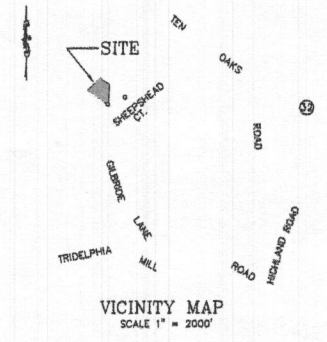 TEN
SITE
OAKS
SHEEPSHEAD
CT.
32
ROAD
GILBRIDE
LANE
HIGHLAND ROAD
TRIDELPHIA
MILL
ROAD
VICINITY MAP
SCALE 1" = 2000'